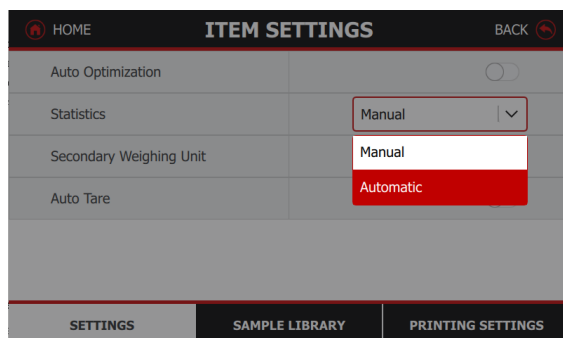 HOME
ITEM SETTINGS
BACK
Auto Optimization
Statistics
Manual
Manual
Secondary Weighing Unit
Automatic
Auto Tare
SETTINGS
SAMPLE LIBRARY
PRINTING SETTINGS